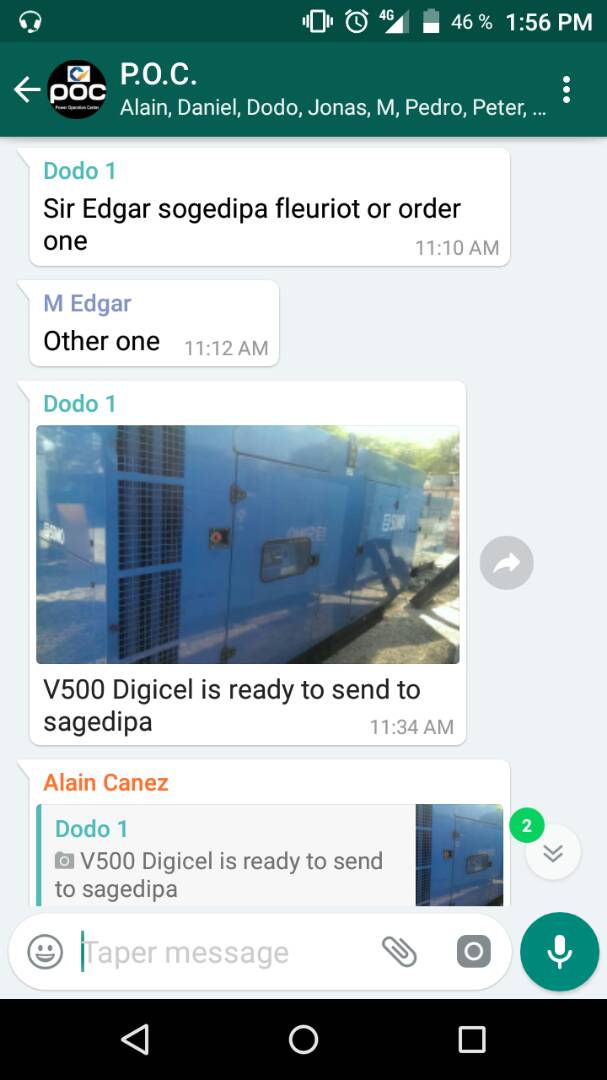 4G 46 % 1:56 PM
poc
Power Operation Center
P.O.C.
Alain, Daniel, Dodo, Jonas, M, Pedro, Peter, ...
Dodo 1
Sir Edgar sogedipa fleuriot or order
one
11:10 AM
M Edgar
Other one 11:12 AM
Dodo 1
SDMO
V500 Digicel is ready to send to
sagedipa
11:34 AM
Alain Canez
Dodo 1
V500 Digicel is ready to send
to sagedipa
2
Taper message